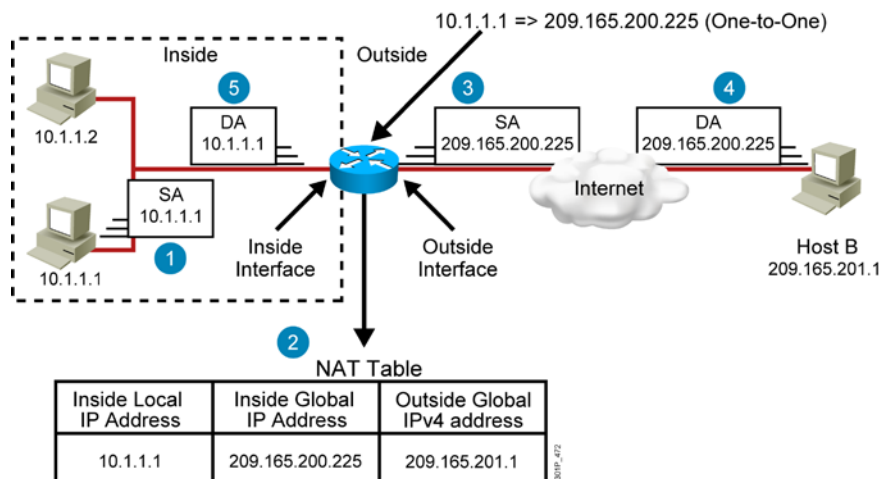 10.1.1.1 => 209.165.200.225 (One-to-One)
Inside
Outside
5
3
4
DA
10.1.1.1
SA
209.165.200.225
DA
209.165.200.225
10.1.1.2
SA
10.1.1.1
Internet
1
10.1.1.1
Inside
Interface
Outside
Interface
Host B
209.165.201.1
2
NAT Table
Inside Local
IP Address
Inside Global
IP Address
Outside Global
IPv4 address
10.1.1.1
209.165.200.225
209.165.201.1
301P_472